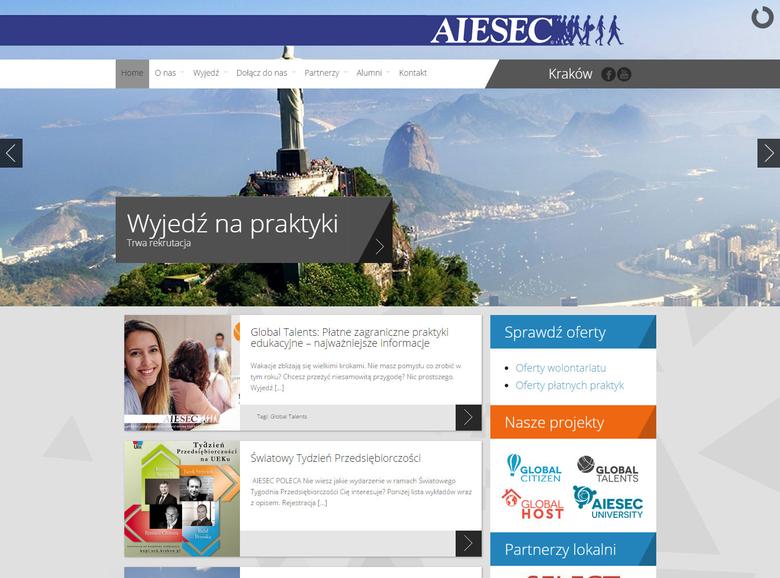 AIESEC
Home O nas Wyjedź Dołącz do nas Partnerzy Alumni Kontakt
Kraków
Wyjedź na praktyki
Trwa rekrutacja
Global Talents: Płatne zagraniczne praktyki
edukacyjne – najważniejsze informacje
Wakacje zbliżają się wielkimi krokami. Nie masz pomysłu co zrobić w
tym roku? Chcesz przeżyć niesamowitą przygodę? Nic prostszego.
Wyjedź [...]
AIESEC
Tagi: Global Talents
Tydzień
Przedsiębiorczości
na UEKu
Światowy Tydzień Przedsiębiorczości
AIESEC POLECA Nie wiesz jakie wydarzenie w ramach Światowego
Tygodnia Przedsiębiorczości Cię interesuje? Poniżej lista wykładów wraz
z opisem. Rejestracja [...]
Sprawdź oferty
Oferty wolontariatu
Oferty płatnych praktyk
Nasze projekty
GLOBAL
CITIZEN
GLOBAL
TALENTS
GLOBAL
HOST
AIESEC
UNIVERSITY
Partnerzy lokalni
SELECT